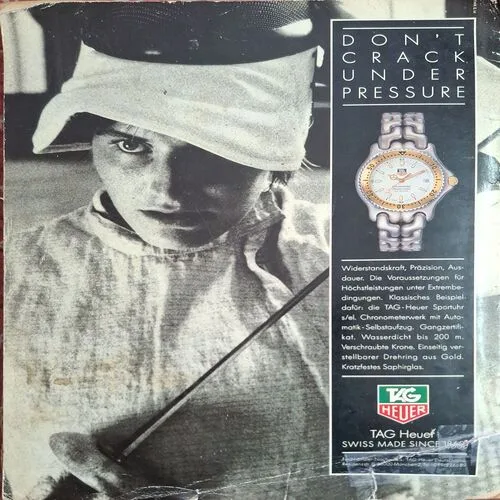 DON'T
CRACK
UNDER
PRESSURE
Widerstandskraft, Präzision, Aus-
dauer. Die Voraussetzungen für
Höchstleistungen unter Extrembe-
dingungen. Klassisches Beispiel
dafür: die TAG-Heuer Sportuhr
s/el. Chronometerwerk mit Auto-
matik-Selbstaufzug. Gangzertifi-
kat. Wasserdicht bis 200 m.
Verschraubte Krone. Einseitig ver-
stellbarer Drehring aus Gold.
Kratzfestes Saphirglas.
TAG
HEUER
TAG Heuer
SWISS MADE SINCE 1860